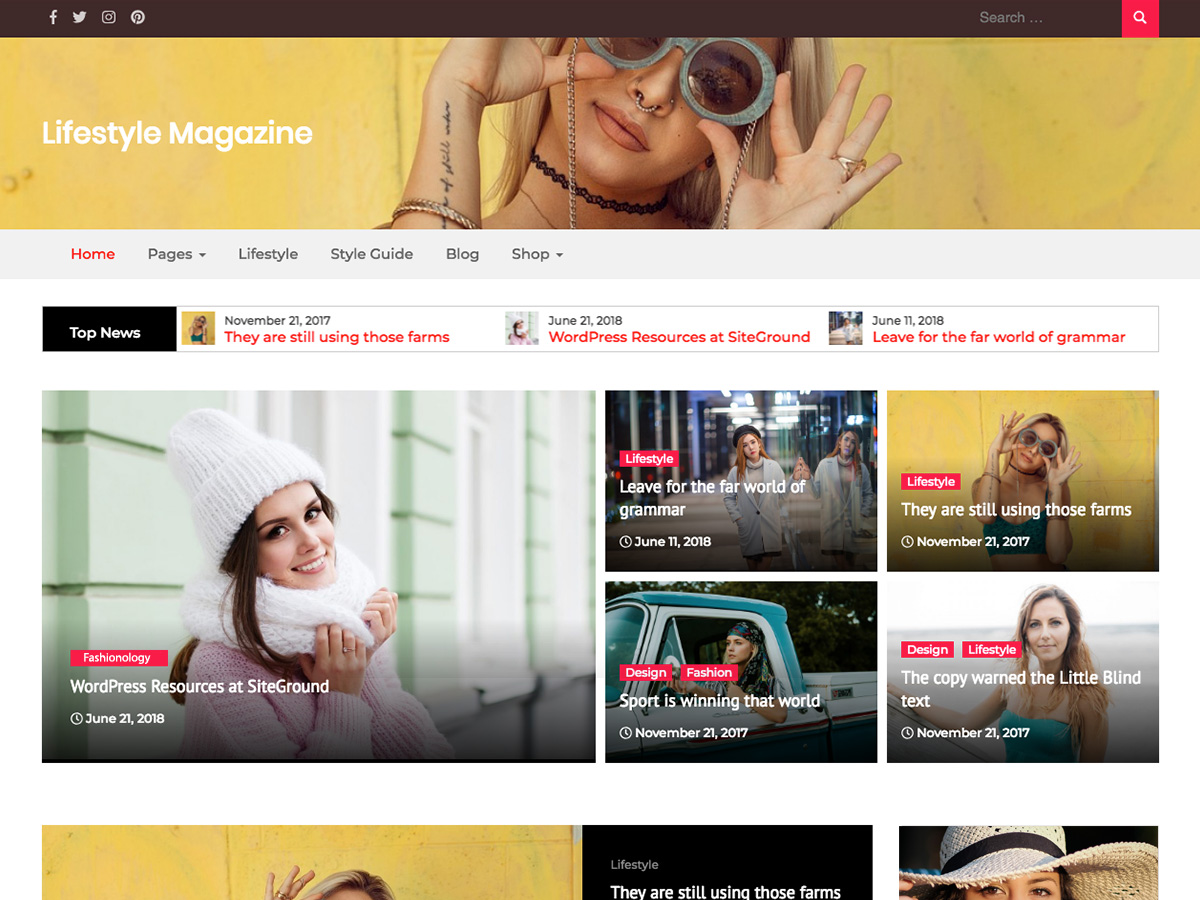 Search ...
Lifestyle Magazine
Home Pages Lifestyle Style Guide Blog Shop
Top News
November 21, 2017
They are still using those farms
June 21, 2018
WordPress Resources at SiteGround
June 11, 2018
Leave for the far world of grammar
Fashionology
WordPress Resources at SiteGround
June 21, 2018
Lifestyle
Leave for the far world of
grammar
June 11, 2018
Lifestyle
They are still using those farms
November 21, 2017
Design Fashion
Sport is winning that world
November 21, 2017
Design Lifestyle
The copy warned the Little Blind
text
November 21, 2017
Lifestyle
They are still using those farms